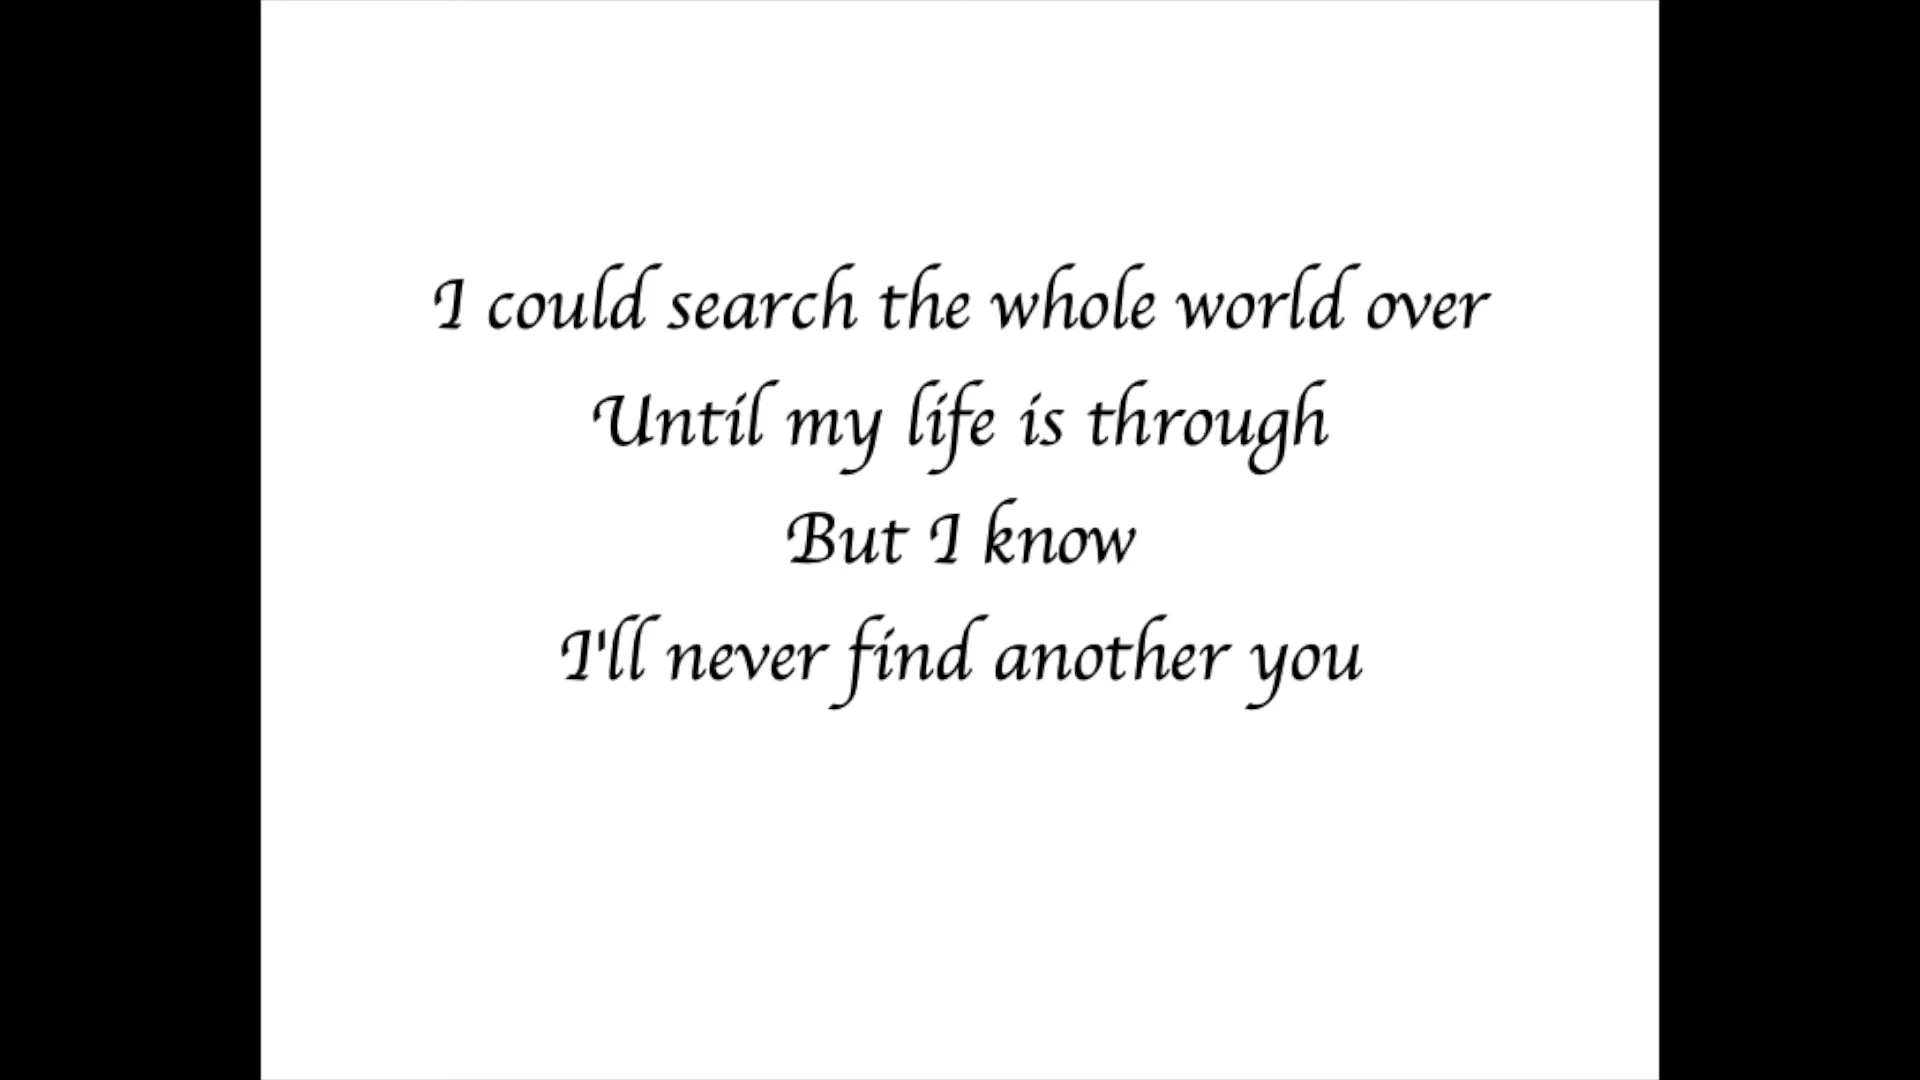 I could search the whole world over
Until my life is through
But I know
I'll never find another you